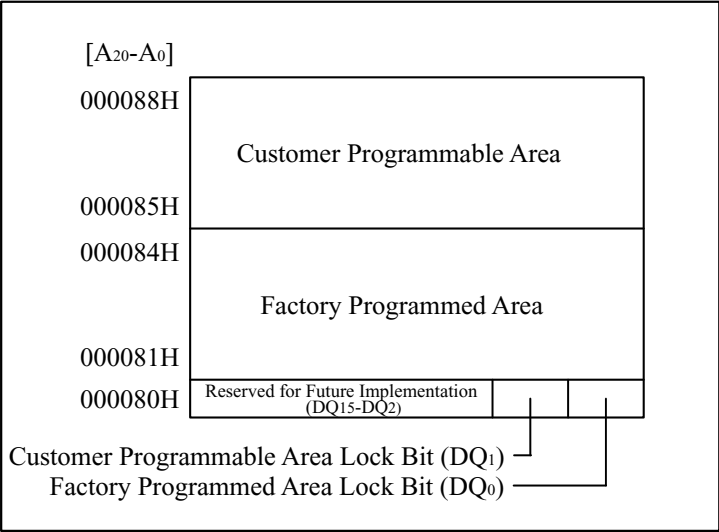 [A20-A0]
000088H
Customer Programmable Area
000085H
000084H
Factory Programmed Area
000081H
000080H
Reserved for Future Implementation
(DQ15-DQ2)
Customer Programmable Area Lock Bit (DQ1)
Factory Programmed Area Lock Bit (DQ0)